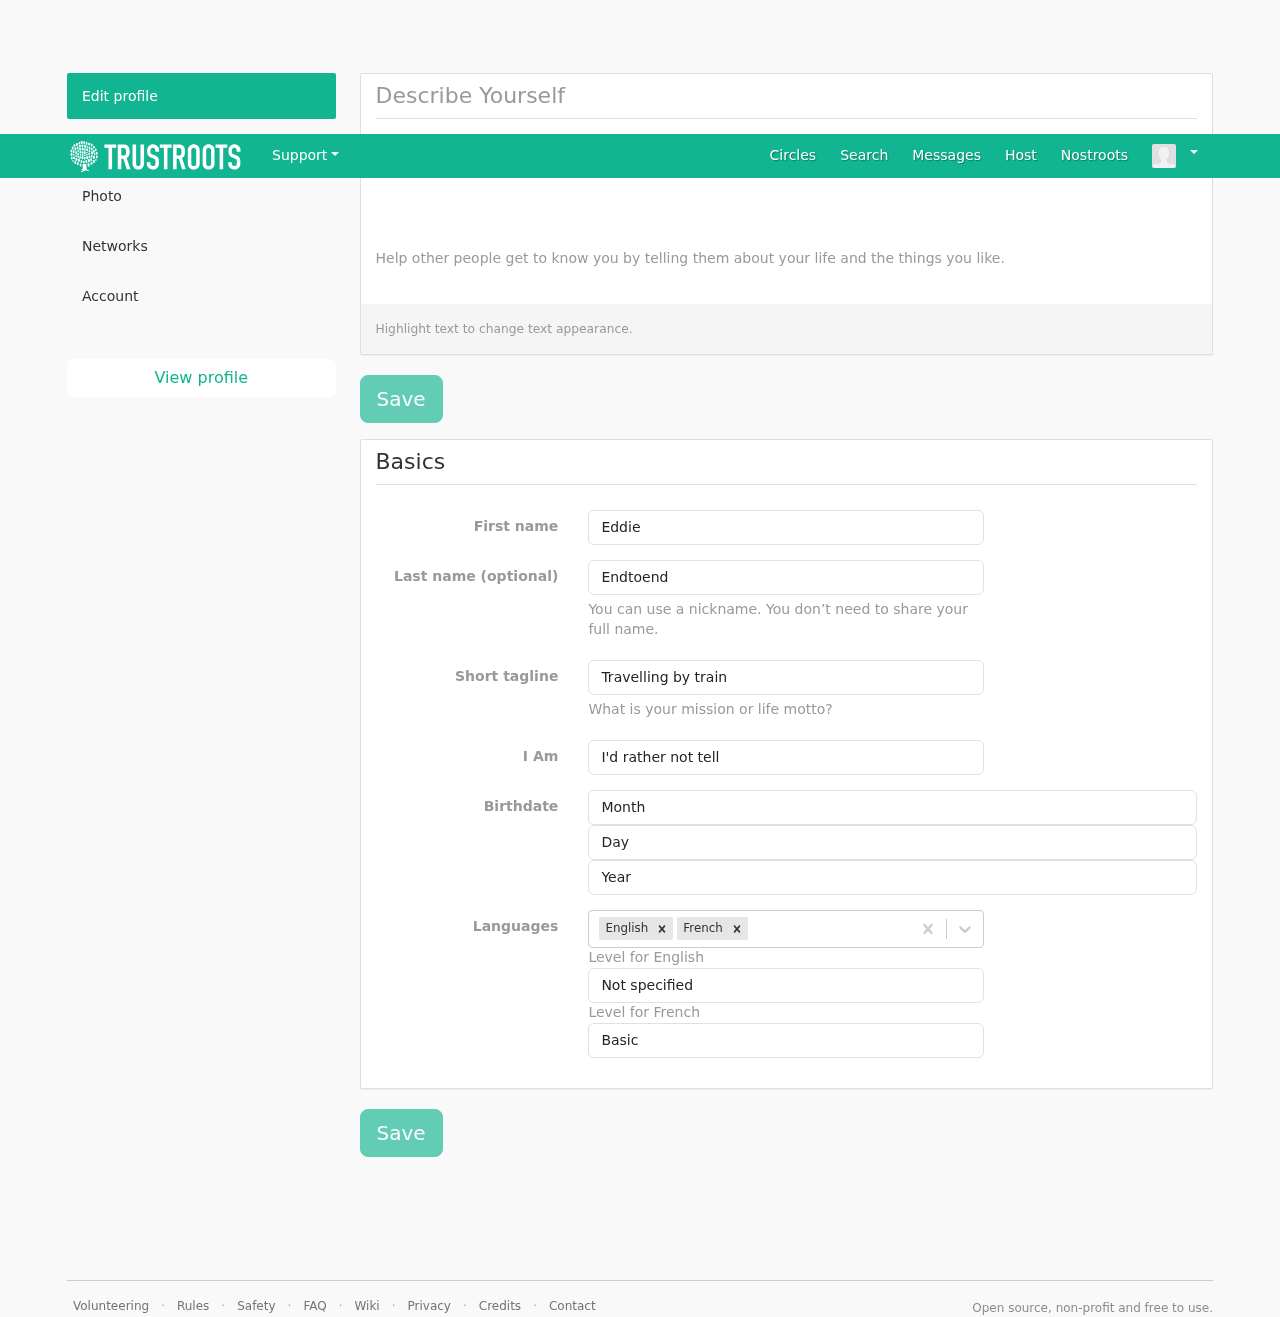 Edit profile
Describe Yourself
TRUSTROOTS
Support
Circles
Search
Messages
Host
Nostroots
Photo
Networks
Account
View profile
Help other people get to know you by telling them about your life and the things you like.
Highlight text to change text appearance.
Save
Basics
First name
Eddie
Last name (optional)
Endtoend
You can use a nickname. You don’t need to share your
full name.
Short tagline
Travelling by train
What is your mission or life motto?
I Am
I'd rather not tell
Birthdate
Month
Day
Year
Languages
English
French
Level for English
Not specified
Level for French
Basic
Save
Volunteering · Rules · Safety · FAQ · Wiki · Privacy · Credits · Contact
Open source, non-profit and free to use.